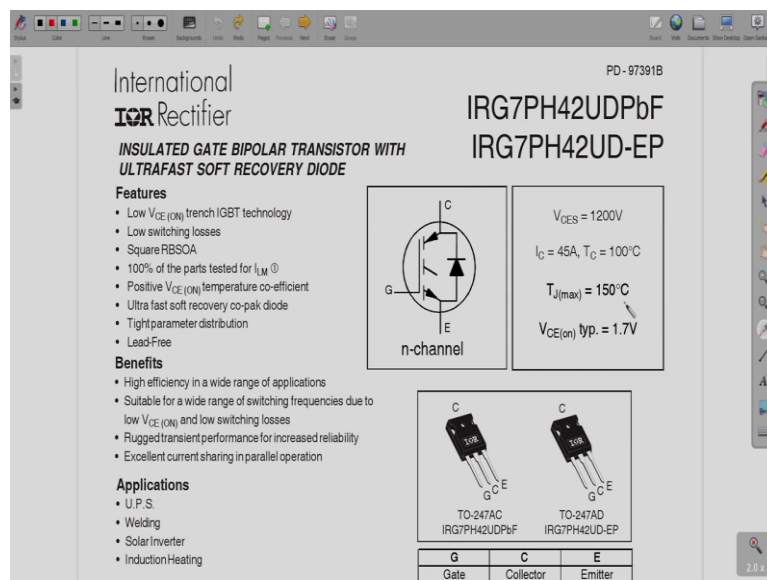 Stylus
Color
Line
Eraser
Backgrounds
Undo
Redo
Pages
Previous
Next
Erase
Group
Board
Web
Documents
Show Desktop
Open-Sankoré
PD - 97391B
International
IOR Rectifier
IRG7PH42UDPbF
IRG7PH42UD-EP
INSULATED GATE BIPOLAR TRANSISTOR WITH
ULTRAFAST SOFT RECOVERY DIODE
Features
• Low VCE (ON) trench IGBT technology
• Low switching losses
• Square RBSOA
• 100% of the parts tested for ILM ①
• Positive VCE (ON) temperature co-efficient
• Ultra fast soft recovery co-pak diode
• Tight parameter distribution
• Lead-Free
C
G
E
n-channel
VCES = 1200V
IC = 45A, TC = 100°C
TJ(max) = 150°C
VCE(on) typ. = 1.7V
Benefits
• High efficiency in a wide range of applications
• Suitable for a wide range of switching frequencies due to
low VCE (ON) and low switching losses
• Rugged transient performance for increased reliability
• Excellent current sharing in parallel operation
Applications
• U.P.S.
• Welding
• Solar Inverter
• Induction Heating
C
IOR
G C E
TO-247AC
IRG7PH42UDPbF
C
IOR
G C E
TO-247AD
IRG7PH42UD-EP
G C E
Gate Collector Emitter
2.0 x